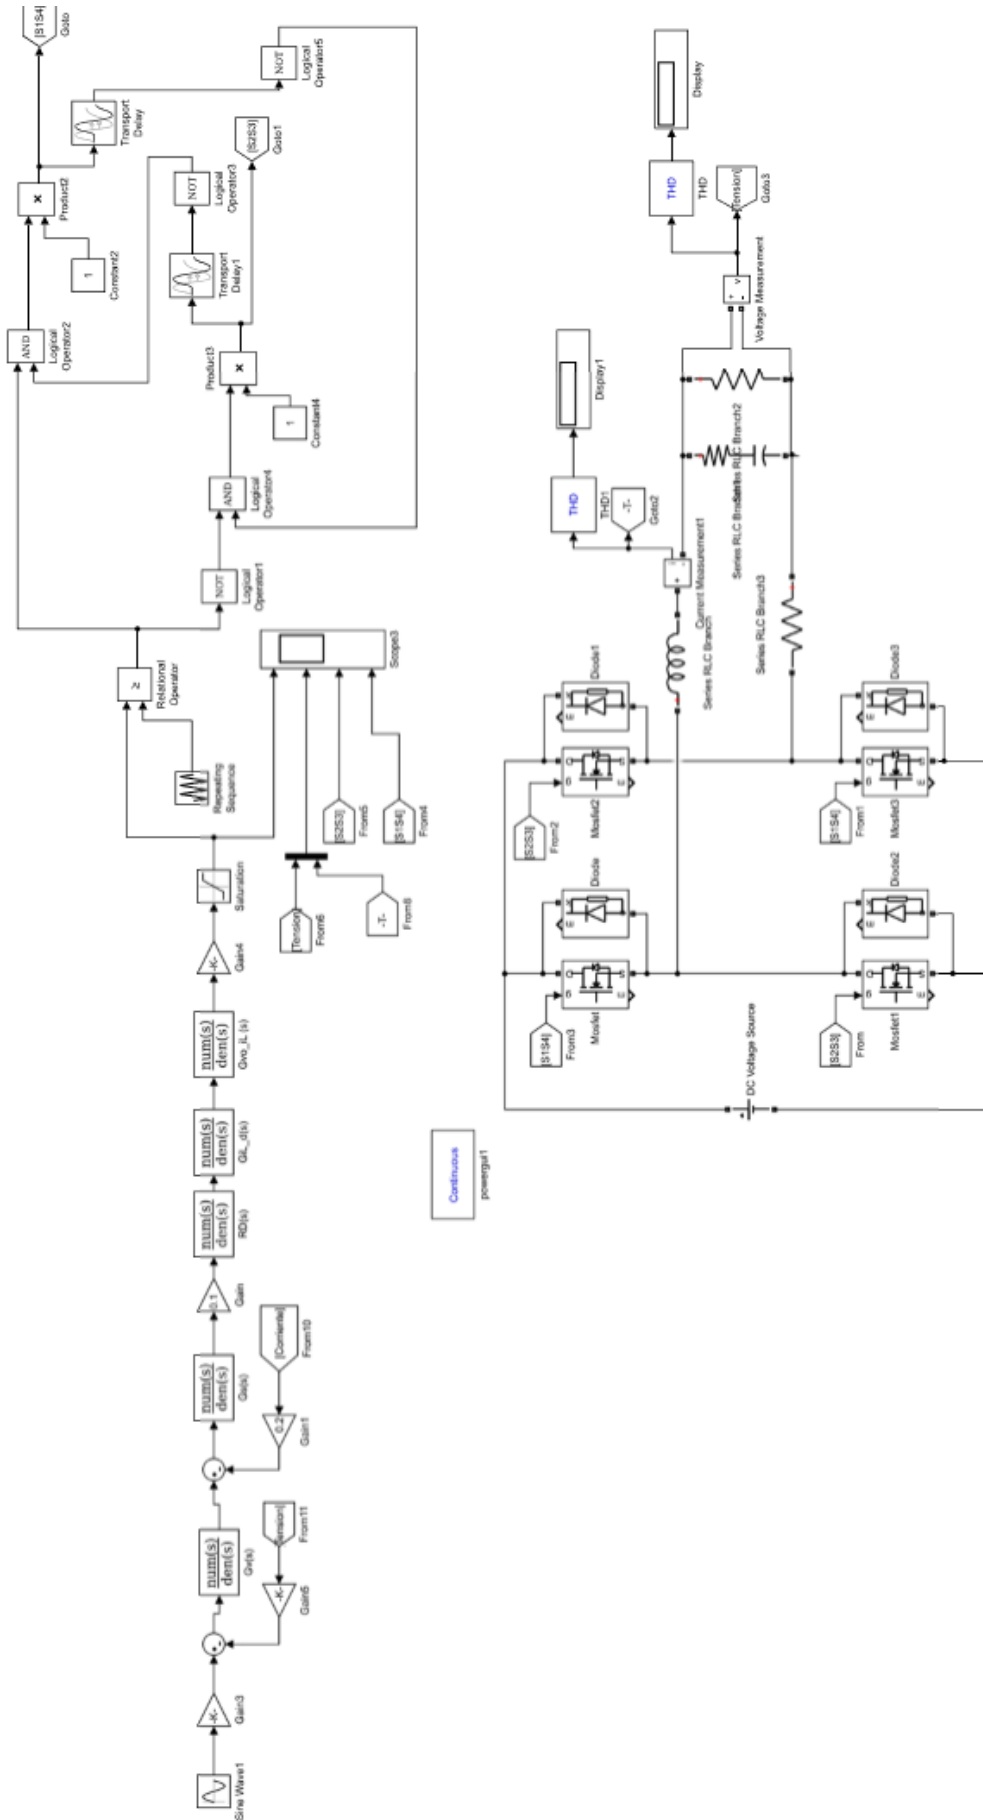 Sine Wave1
-K-
Gain3
num(s)
den(s)
Gv(s)
-K-
Gain5
From11
num(s)
den(s)
0.2
Gain1
[Corriente]
From10
0.1
Gain
num(s)
den(s)
RD(s)
num(s)
den(s)
GiL_d(s)
num(s)
den(s)
Gvo_iL (s)
-K-
Gain4
Saturation
[Tension]
From6
-T-
From8
[S2S3]
From5
[S1S4]
From4
Scope3
Repeating
Sequence
≥
Relational
Operator
NOT
Logical
Operator1
AND
Logical
Operator4
1
Constant4
×
Product3
Transport
Delay1
NOT
Logical
Operator3
[S2S3]
Goto1
AND
Logical
Operator2
1
Constant2
×
Product2
Transport
Delay
NOT
Logical
Operator5
[S1S4]
Goto
Continuous
powergui1
DC Voltage Source
[S1S4]
From3
Mosfet
Diode
[S2S3]
From2
Mosfet2
Diode1
[S2S3]
From
Mosfet1
Diode2
[S1S4]
From1
Mosfet3
Diode3
Series RLC Branch
Current Measurement1
-T-
Goto2
THD
THD1
Display1
Series RLC Branch3
Series RLC Branch2
Voltage Measurement
[Tension]
Goto3
THD
THD
Display